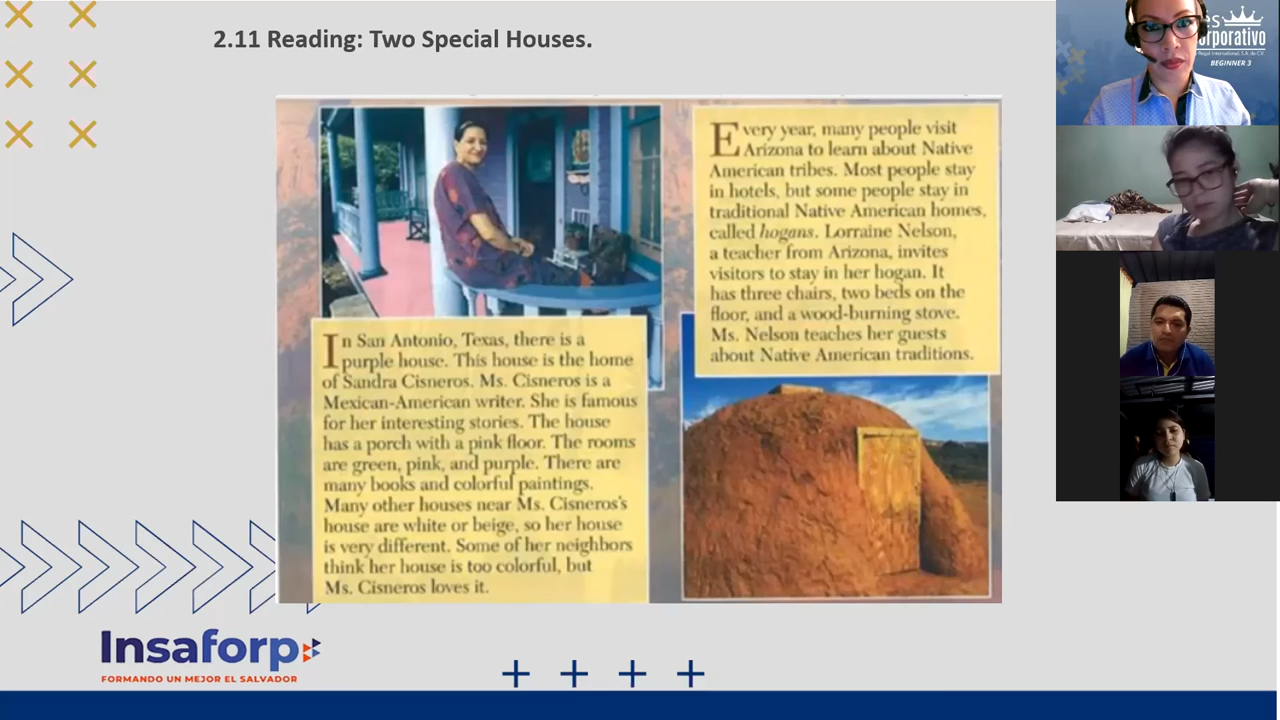 2.11 Reading: Two Special Houses.
In San Antonio, Texas, there is a
purple house. This house is the home
of Sandra Cisneros. Ms. Cisneros is a
Mexican-American writer. She is famous
for her interesting stories. The house
has a porch with a pink floor. The rooms
are green, pink, and purple. There are
many books and colorful paintings.
Many other houses near Ms. Cisneros's
house are white or beige, so her house
is very different. Some of her neighbors
think her house is too colorful, but
Ms. Cisneros loves it.
Every year, many people visit
Arizona to learn about Native
American tribes. Most people stay
in hotels, but some people stay in
traditional Native American homes,
called hogans. Lorraine Nelson,
a teacher from Arizona, invites
visitors to stay in her hogan. It
has three chairs, two beds on the
floor, and a wood-burning stove.
Ms. Nelson teaches her guests
about Native American traditions.
Insaforp
FORMANDO UN MEJOR EL SALVADOR
BEGINNER 3